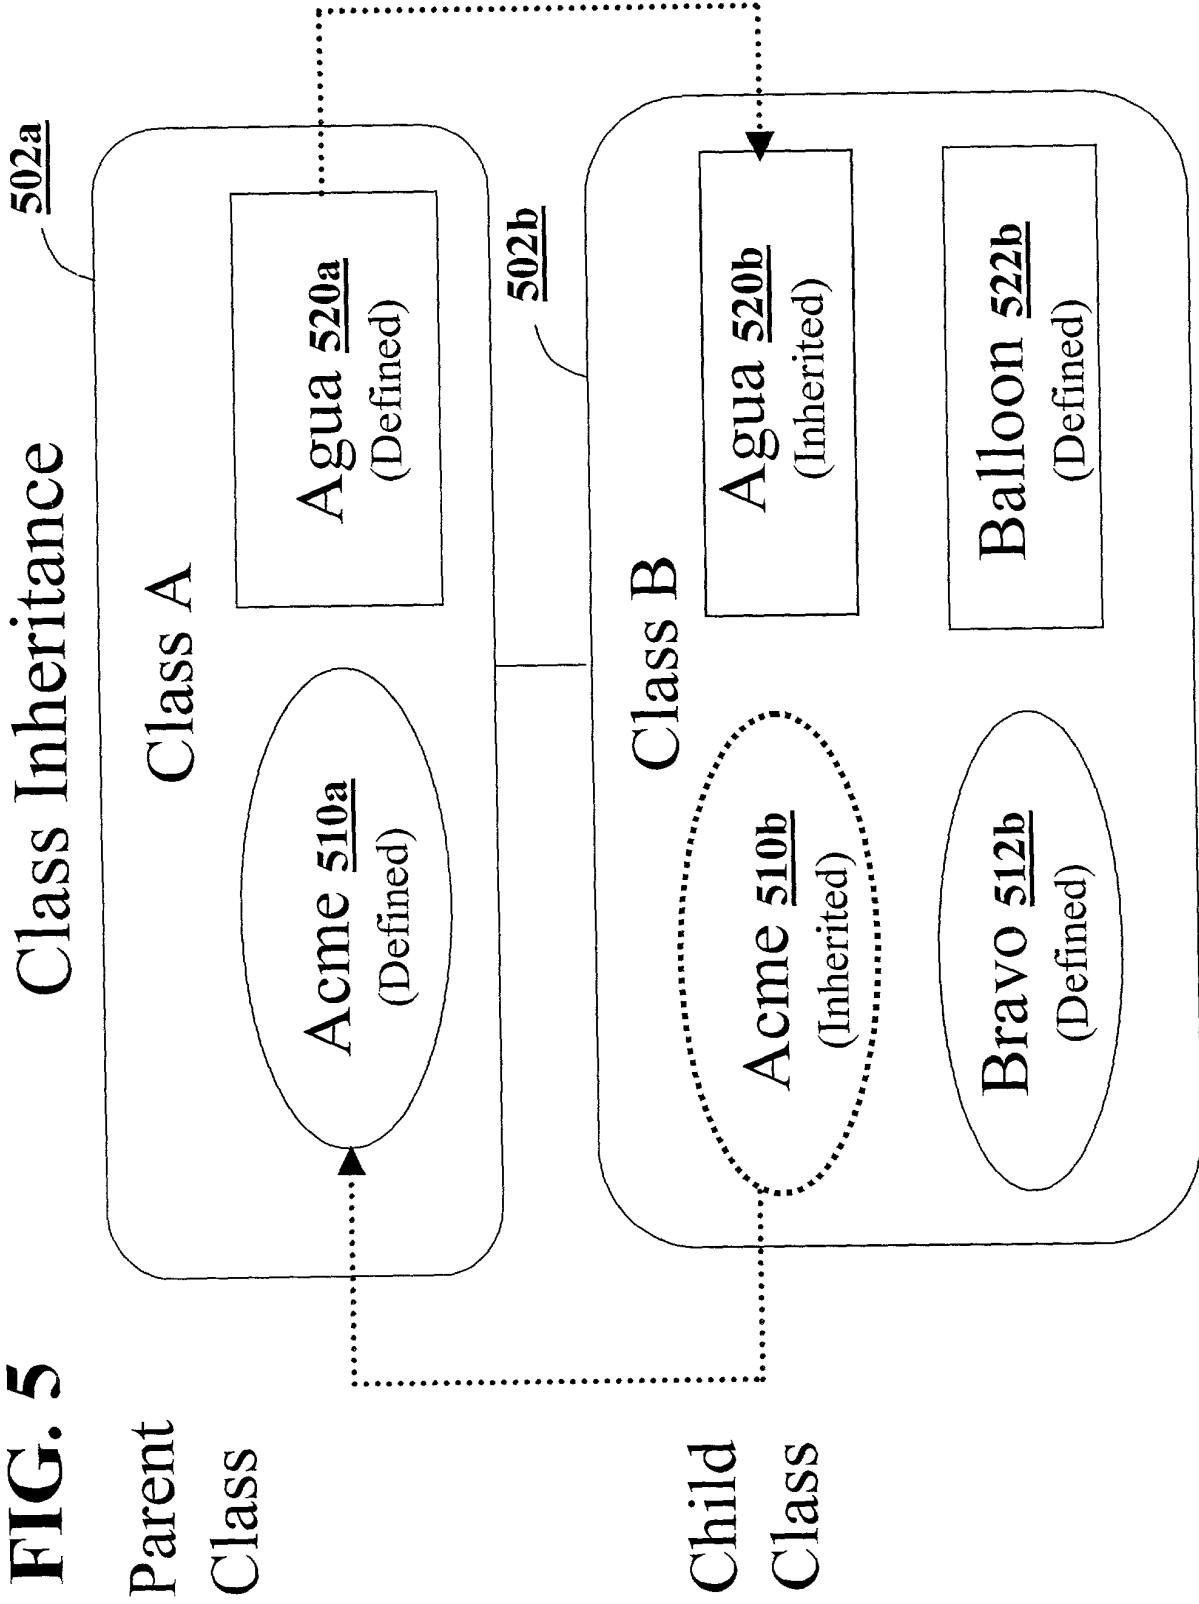 FIG. 5
Class Inheritance
Parent
Class
502a
Class A
Acme 510a
(Defined)
Agua 520a
(Defined)
Child
Class
502b
Class B
Acme 510b
(Inherited)
Agua 520b
(Inherited)
Bravo 512b
(Defined)
Balloon 522b
(Defined)